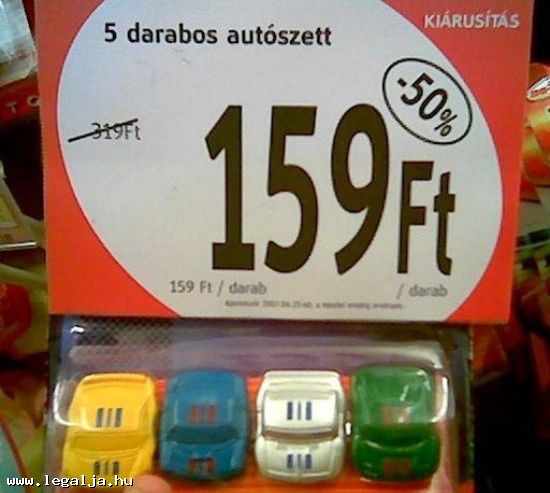 KIÁRUSÍTÁS
5 darabos autószett
-50%
319Ft
159Ft
159 Ft / darab
/ darab
www.legalja.hu